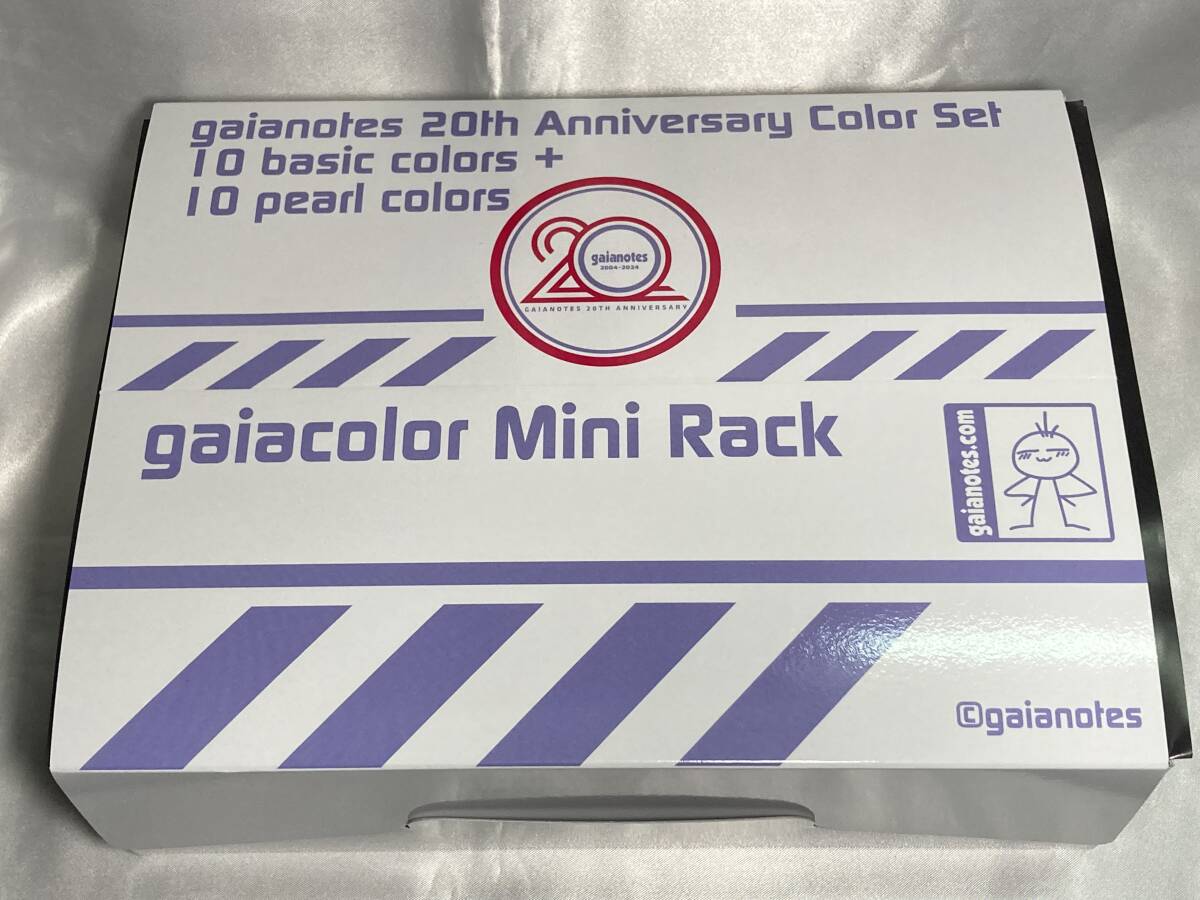 gaianotes 20th Anniversary Color Set
10 basic colors +
10 pearl colors
20
gaianotes
2004-2024
GAIANOTES 20TH ANNIVERSARY
gaiacolor Mini Rack
gaianotes.com
©gaianotes